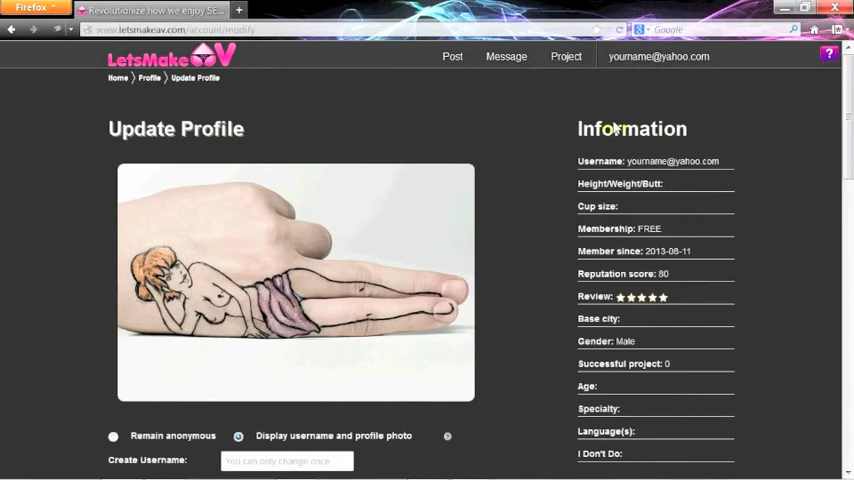 Firefox
Revolutionize how we enjoy SE...
www.letsmakeav.com/account/modify
Google
LetsMakeAV
Post
Message
Project
yourname@yahoo.com
?
Home
Profile
Update Profile
Update Profile
Information
Username: yourname@yahoo.com
Height/Weight/Butt:
Cup size:
Membership: FREE
Member since: 2013-08-11
Reputation score: 80
Review:
Base city:
Gender: Male
Successful project: 0
Age:
Specialty:
Language(s):
I Don't Do:
Remain anonymous
Display username and profile photo
?
Create Username:
You can only change once